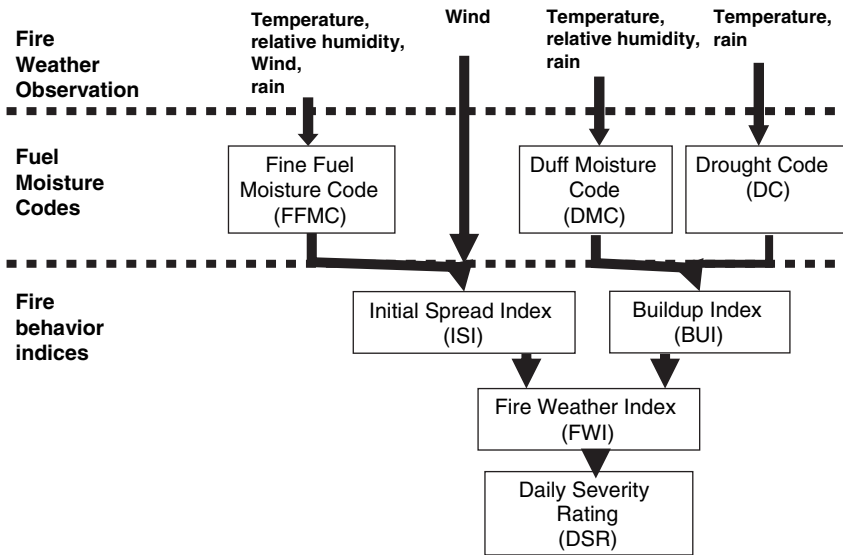 Fire
Weather
Observation
Temperature,
relative humidity,
Wind,
rain
Wind
Temperature,
relative humidity,
rain
Temperature,
rain
Fuel
Moisture
Codes
Fine Fuel
Moisture Code
(FFMC)
Duff Moisture
Code
(DMC)
Drought Code
(DC)
Fire
behavior
indices
Initial Spread Index
(ISI)
Buildup Index
(BUI)
Fire Weather Index
(FWI)
Daily Severity
Rating
(DSR)